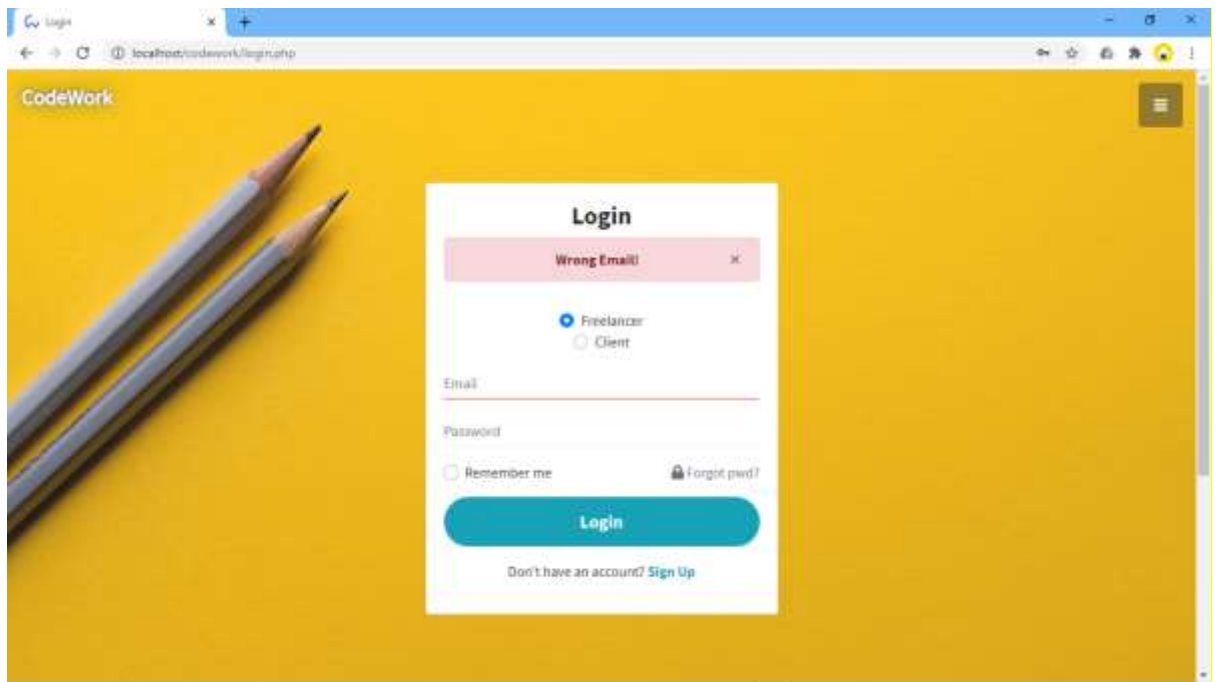 Login
localhost/codework/login.php
CodeWork
Login
Wrong Email!
Freelancer
Client
Email
Password
Remember me
Forgot pwd?
Login
Don't have an account? Sign Up